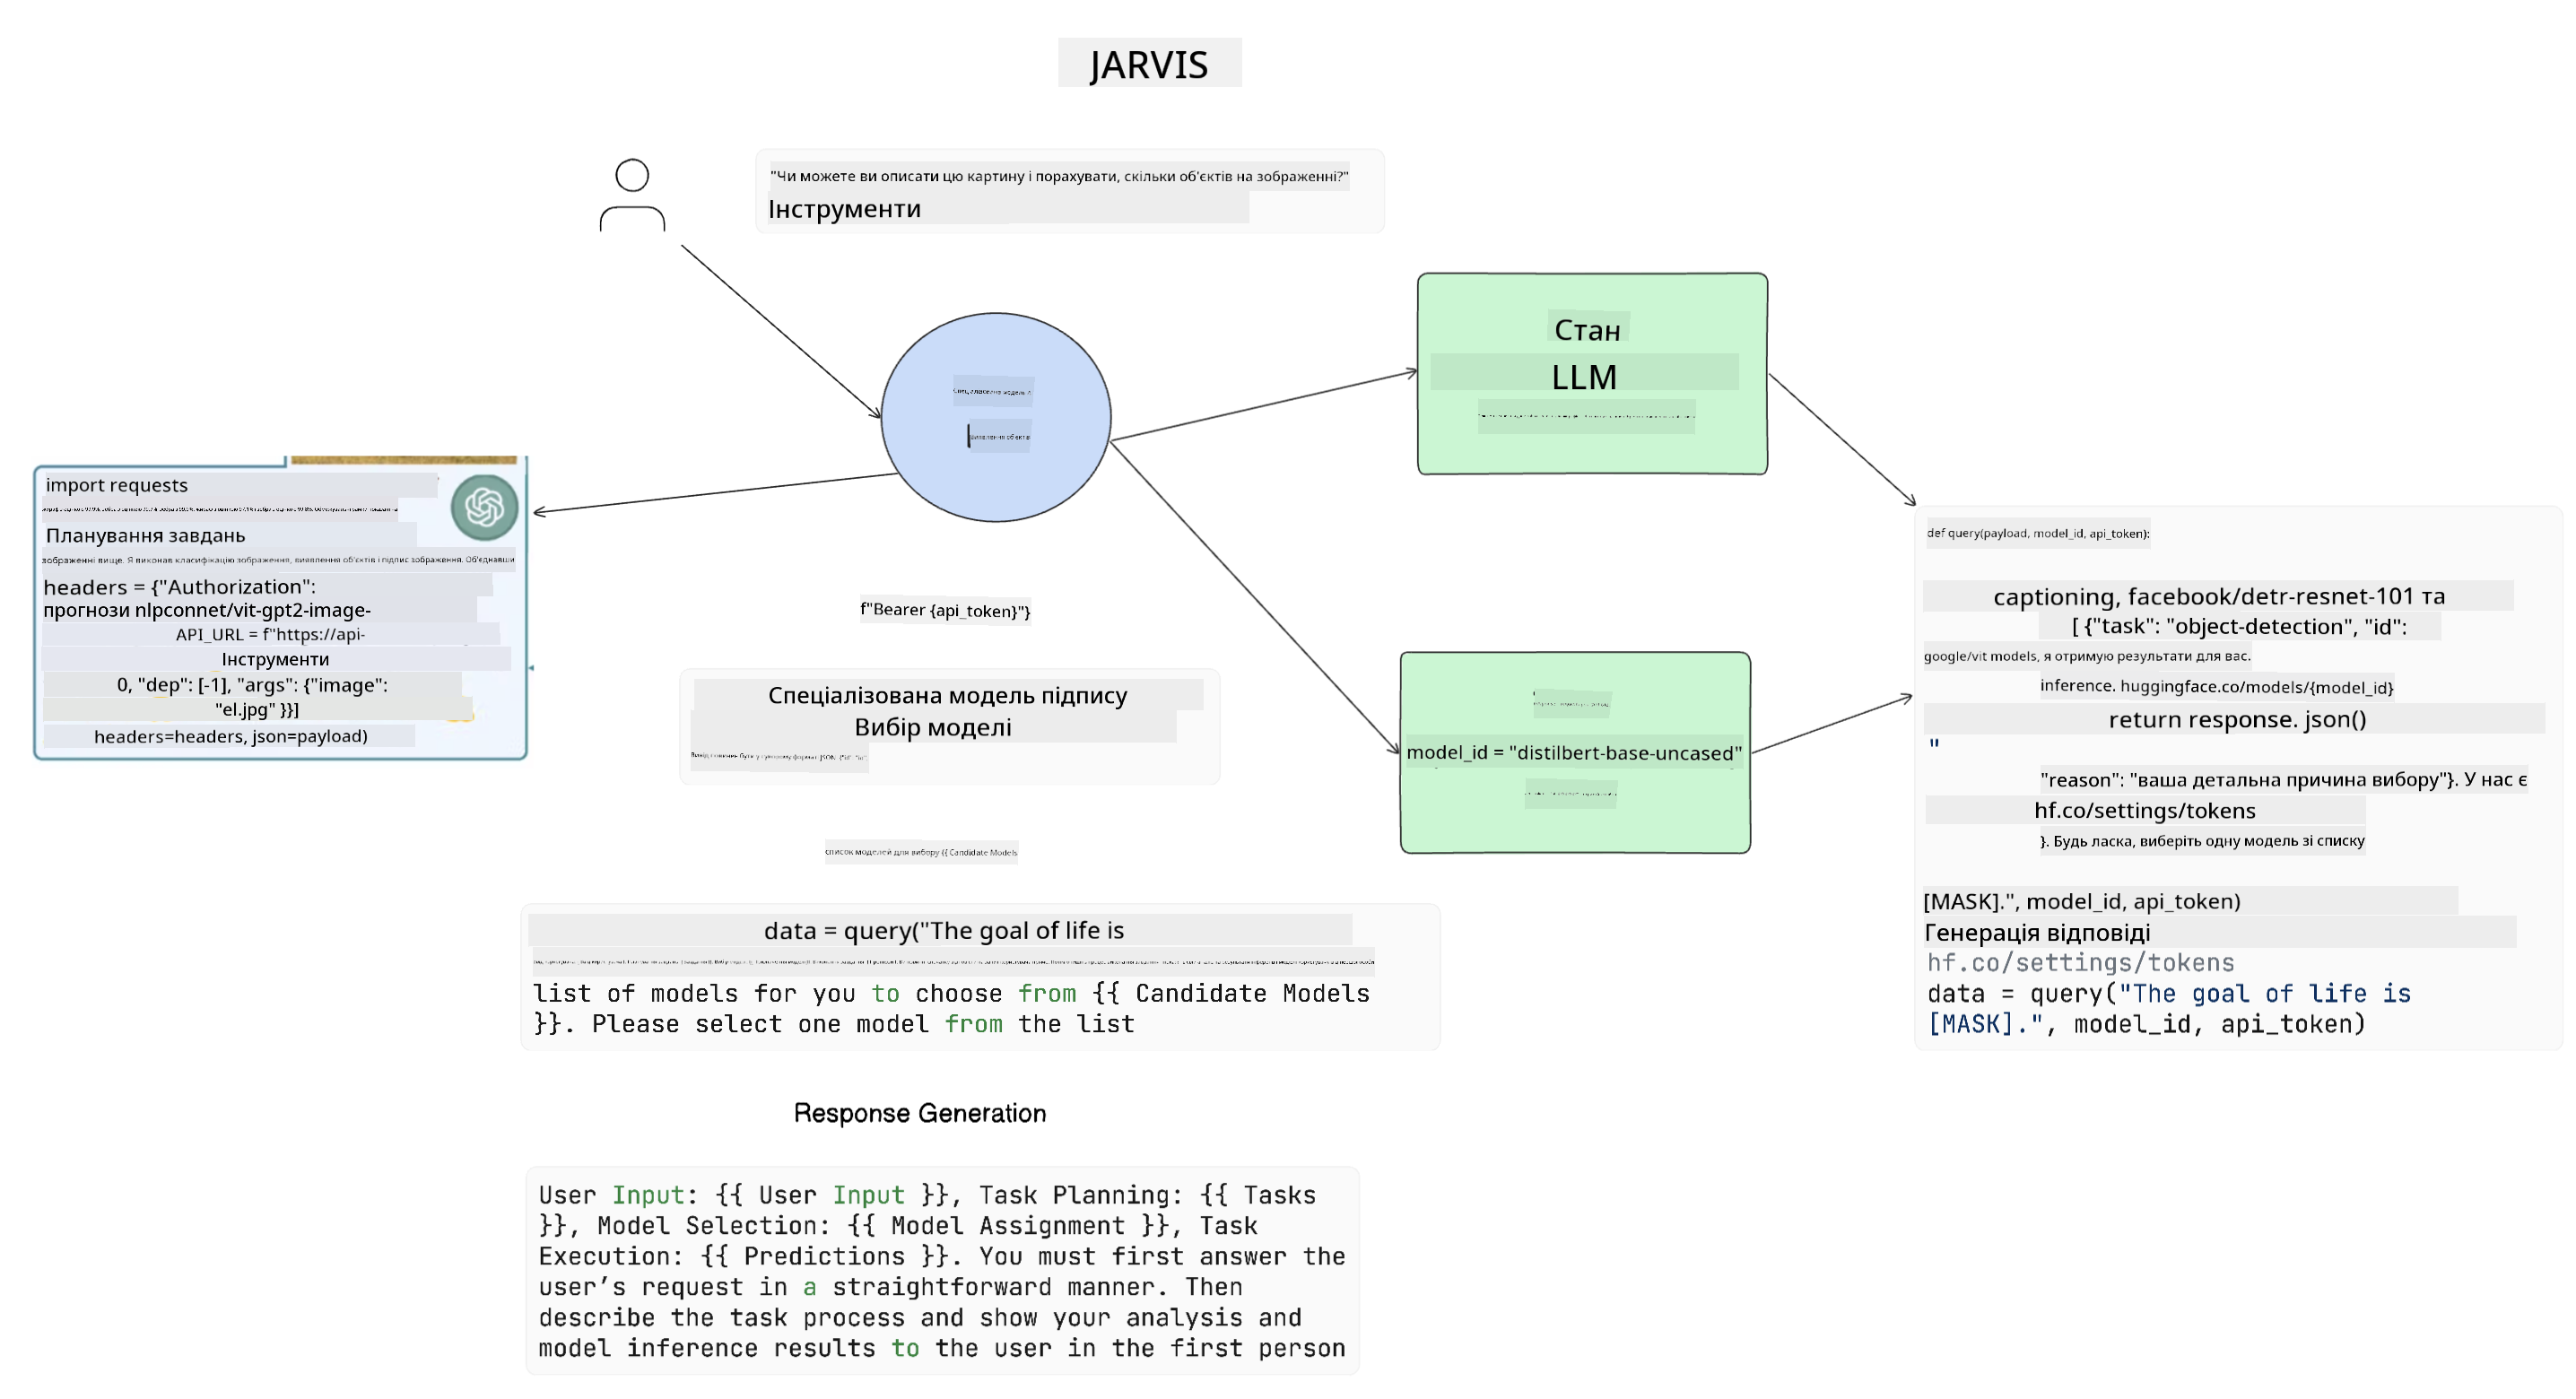 JARVIS
"Чи можете ви описати цю картину і порахувати, скільки об'єктів на зображенні?"
Інструменти
Стан
LLM
import requests
Планування завдань
зображенні вище. Я виконав класифікацію зображення, виявлення об'єктів і підпис зображення. Об'єднавши
headers = {"Authorization":
прогнози nlpconnet/vit-gpt2-image-
API_URL = f"https://api-
Інструменти
0, "dep": [-1], "args": {"image":
"el.jpg" }}]
headers=headers, json=payload)
f"Bearer {api_token}"}
Спеціалізована модель підпису
Вибір моделі
список моделей для вибору {{ Candidate Models
model_id = "distilbert-base-uncased"
def query(payload, model_id, api_token):
captioning, facebook/detr-resnet-101 та
[ {"task": "object-detection", "id":
google/vit models, я отримую результати для вас.
inference. huggingface.co/models/{model_id}
return response. json()
"
"reason": "ваша детальна причина вибору"}. У нас є
hf.co/settings/tokens
}. Будь ласка, виберіть одну модель зі списку
[MASK].", model_id, api_token)
Генерація відповіді
hf.co/settings/tokens
data = query("The goal of life is
[MASK].", model_id, api_token)
data = query("The goal of life is
list of models for you to choose from {{ Candidate Models
}}. Please select one model from the list
Response Generation
User Input: {{ User Input }}, Task Planning: {{ Tasks
}}, Model Selection: {{ Model Assignment }}, Task
Execution: {{ Predictions }}. You must first answer the
user’s request in a straightforward manner. Then
describe the task process and show your analysis and
model inference results to the user in the first person